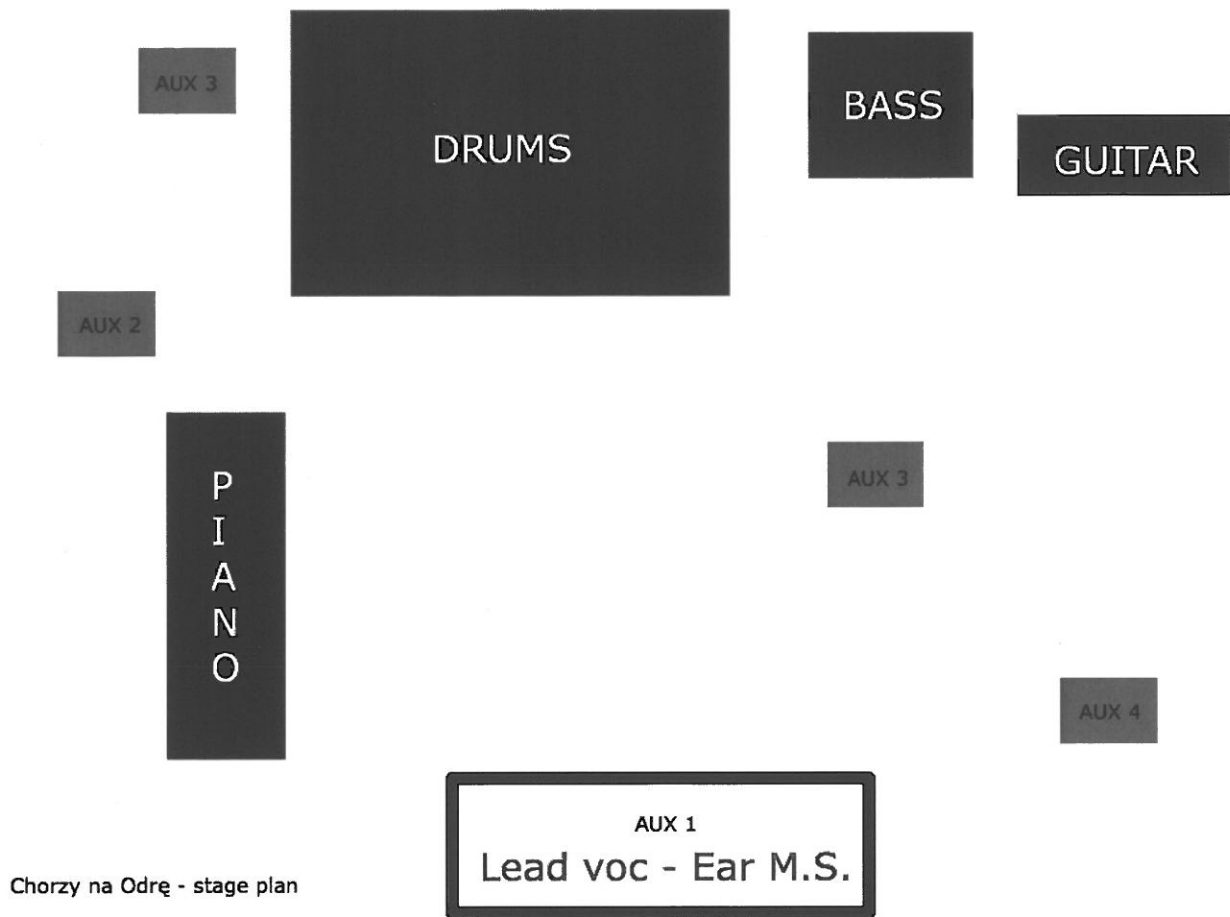 AUX 3
DRUMS
BASS
GUITAR
AUX 2
PIANO
AUX 3
AUX 4
AUX 1
Lead voc - Ear M.S.
Chorzy na Odrę - stage plan